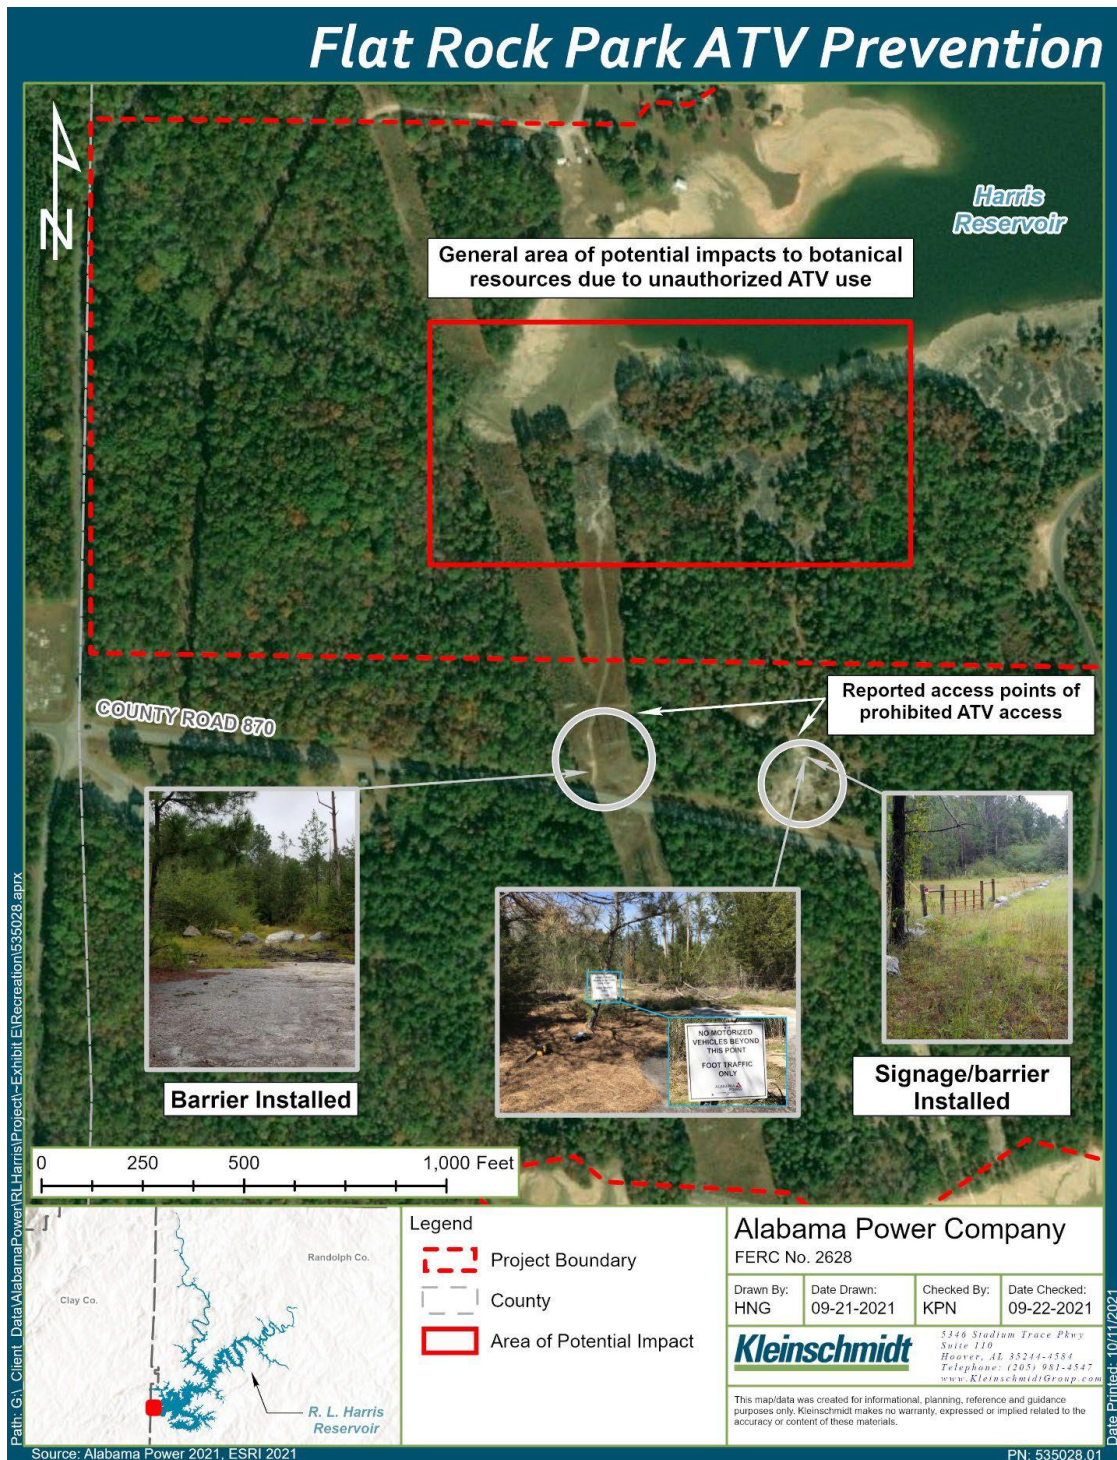 Flat Rock Park ATV Prevention
N
Harris
Reservoir
General area of potential impacts to botanical
resources due to unauthorized ATV use
Reported access points of
prohibited ATV access
COUNTY ROAD 870
NO MOTORIZED
VEHICLES BEYOND
THIS POINT
FOOT TRAFFIC
ONLY
ALABAMA
Barrier Installed
Signage/barrier
Installed
0 250 500 1,000 Feet
Path: G:\_Client_Data\AlabamaPower\RLHarris\Project\~Exhibit E\Recreation\535028.aprx
Clay Co.
Randolph Co.
R. L. Harris
Reservoir
Legend
Project Boundary
County
Area of Potential Impact
Alabama Power Company
FERC No. 2628
Drawn By: Date Drawn: Checked By: Date Checked:
HNG 09-21-2021 KPN 09-22-2021
Kleinschmidt
5346 Stadium Trace Pkwy
Suite 110
Hoover, AL 35244-4584
Telephone: (205) 981-4547
www.KleinschmidtGroup.com
This map/data was created for informational, planning, reference and guidance
purposes only. Kleinschmidt makes no warranty, expressed or implied related to the
accuracy or content of these materials.
Date Printed: 10/11/2021
Source: Alabama Power 2021, ESRI 2021
PN: 535028.01